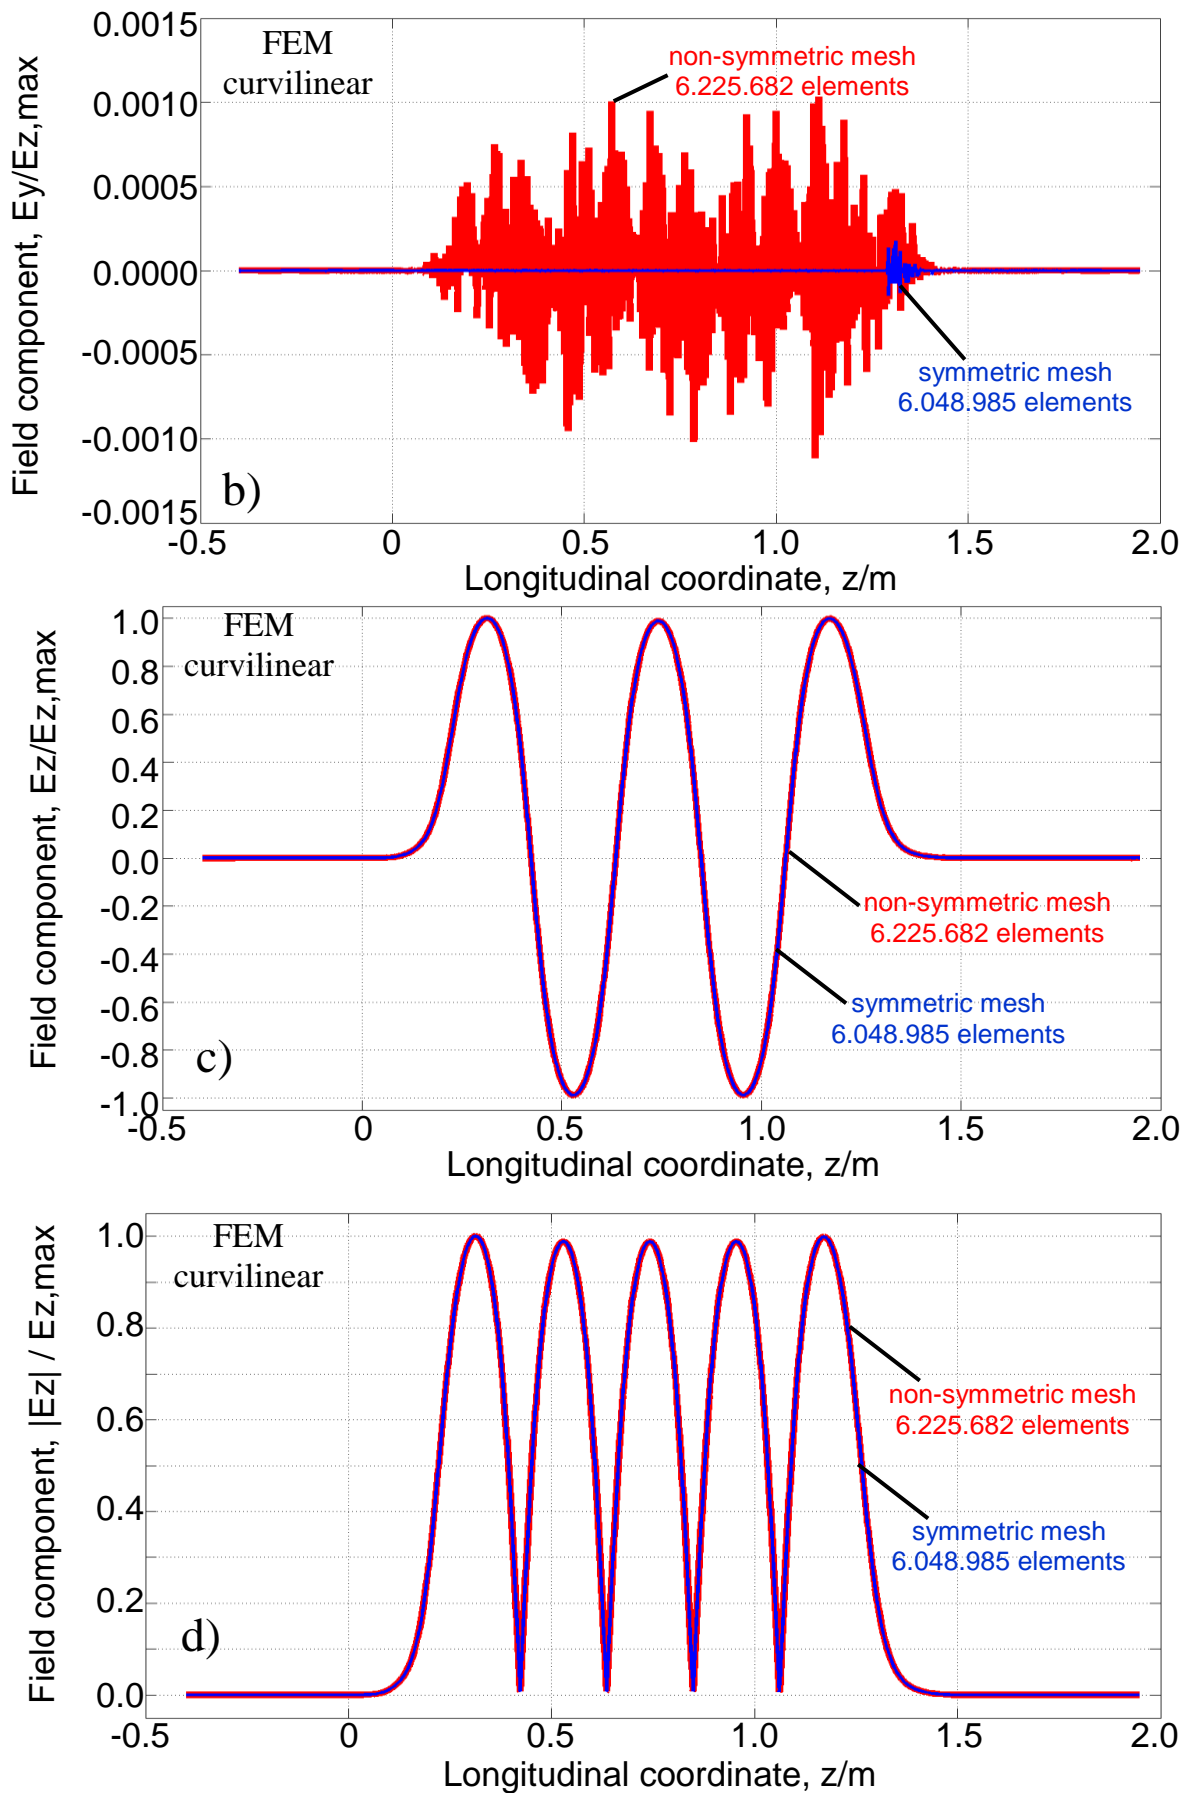 0.0015
0.0010
0.0005
0.0000
-0.0005
-0.0010
-0.0015
Field component, Ey/Ez,max
FEM
curvilinear
non-symmetric mesh
6.225.682 elements
symmetric mesh
6.048.985 elements
b)
-0.5
0
0.5
1.0
1.5
2.0
Longitudinal coordinate, z/m
1.0
0.8
0.6
0.4
0.2
0.0
-0.2
-0.4
-0.6
-0.8
-1.0
Field component, Ez/Ez,max
FEM
curvilinear
non-symmetric mesh
6.225.682 elements
symmetric mesh
6.048.985 elements
c)
-0.5
0
0.5
1.0
1.5
2.0
Longitudinal coordinate, z/m
1.0
0.8
0.6
0.4
0.2
0.0
Field component, |Ez| / Ez,max
FEM
curvilinear
non-symmetric mesh
6.225.682 elements
symmetric mesh
6.048.985 elements
d)
-0.5
0
0.5
1.0
1.5
2.0
Longitudinal coordinate, z/m